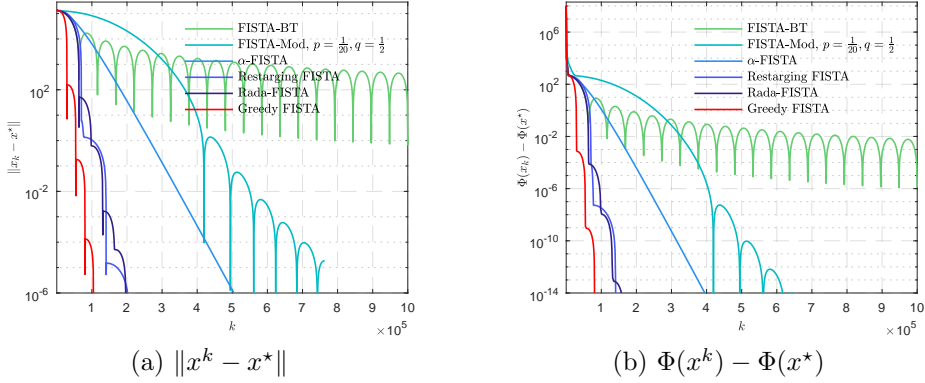 FISTA-BT
FISTA-Mod, p = 1/20, q = 1/2
α-FISTA
Restarging FISTA
Rada-FISTA
Greedy FISTA
10^2
10^-2
10^-6
||x_k − x^⋆||
1 2 3 4 5 6 7 8 9 10
k
×10^5
(a) ∥x^k − x^⋆∥
FISTA-BT
FISTA-Mod, p = 1/20, q = 1/2
α-FISTA
Restarging FISTA
Rada-FISTA
Greedy FISTA
10^6
10^2
10^-2
10^-6
10^-10
10^-14
Φ(x_k) − Φ(x^⋆)
1 2 3 4 5 6 7 8 9 10
k
×10^5
(b) Φ(x^k) − Φ(x^⋆)